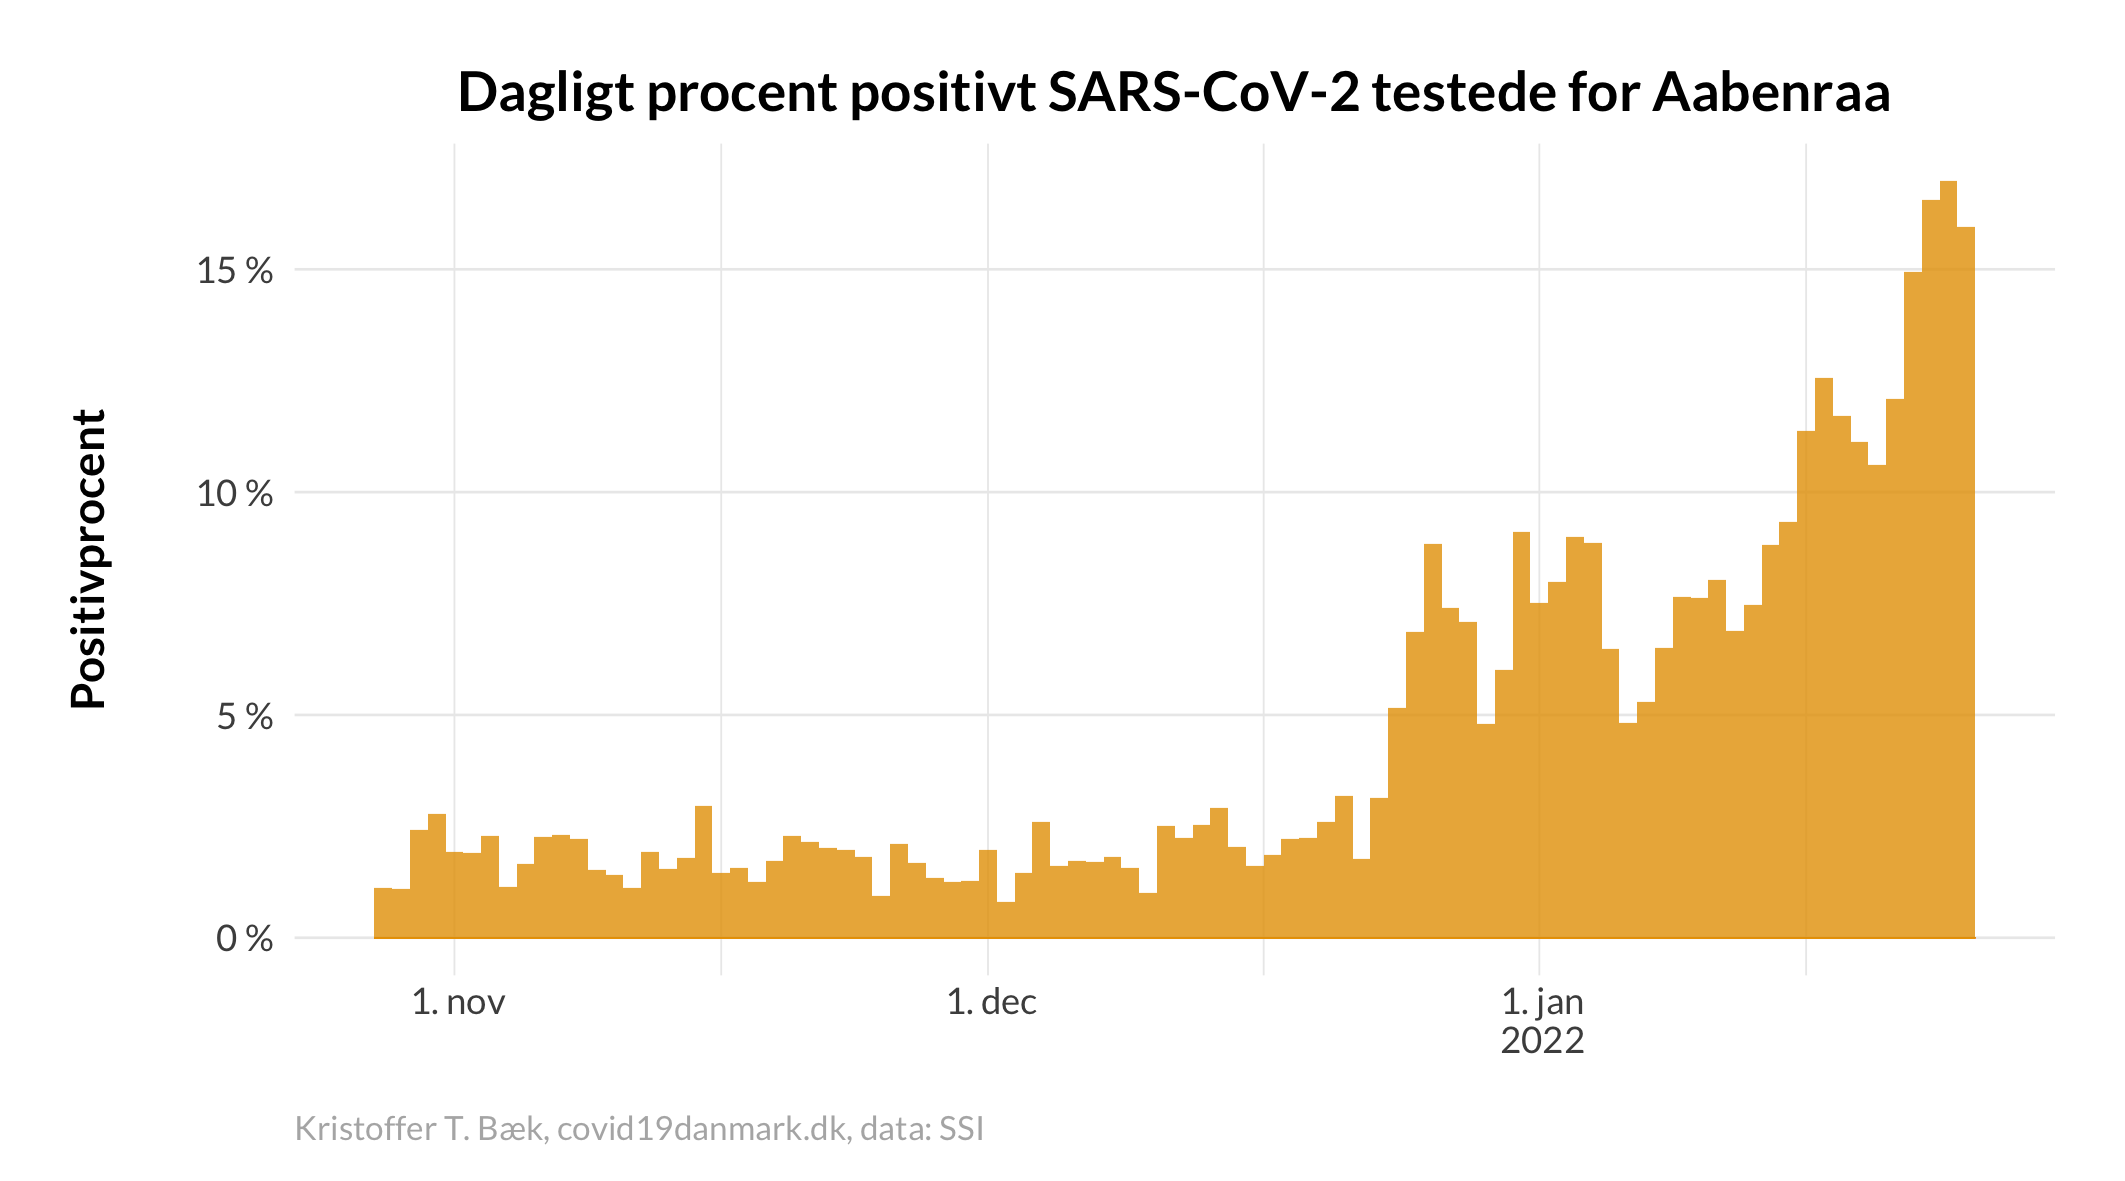 Dagligt procent positivt SARS-CoV-2 testede for Aabenraa
Positivprocent
15 %
10 %
5 %
0 %
1. nov
1. dec
1. jan
2022
Kristoffer T. Bæk, covid19danmark.dk, data: SSI